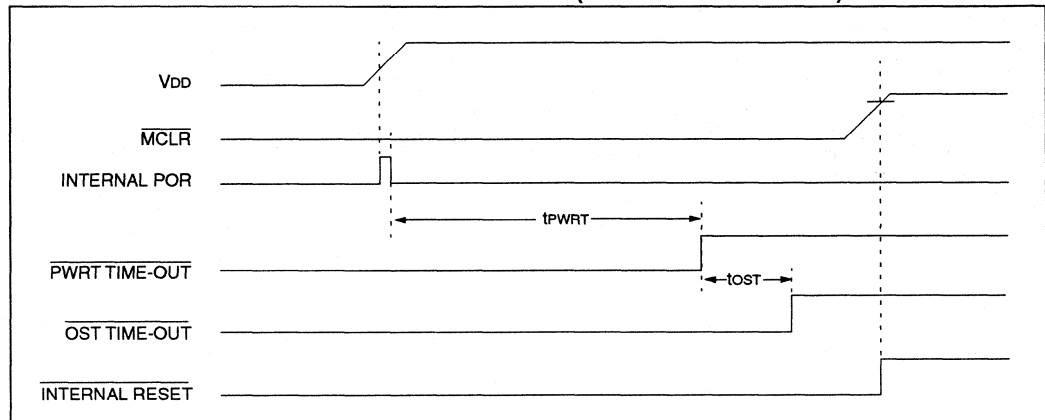 VDD
MCLR
INTERNAL POR
tPWRT
PWRT TIME-OUT
tOST
OST TIME-OUT
INTERNAL RESET